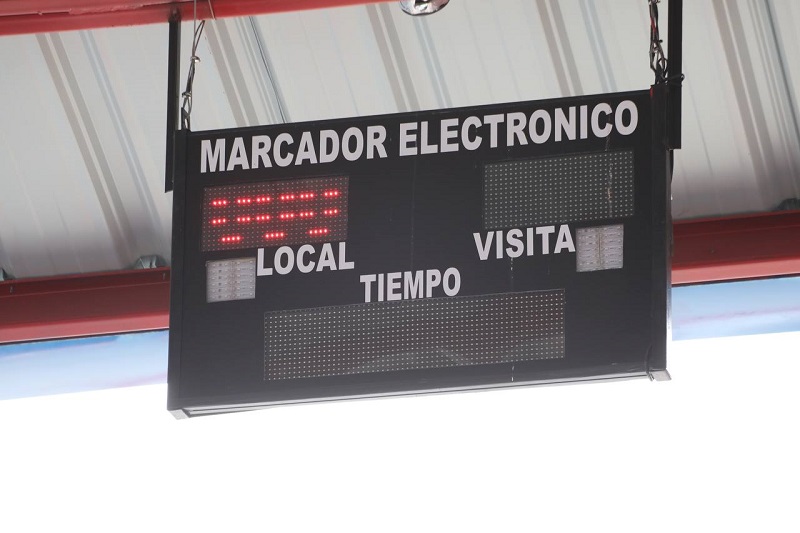 MARCADOR ELECTRONICO
LOCAL
VISITA
TIEMPO